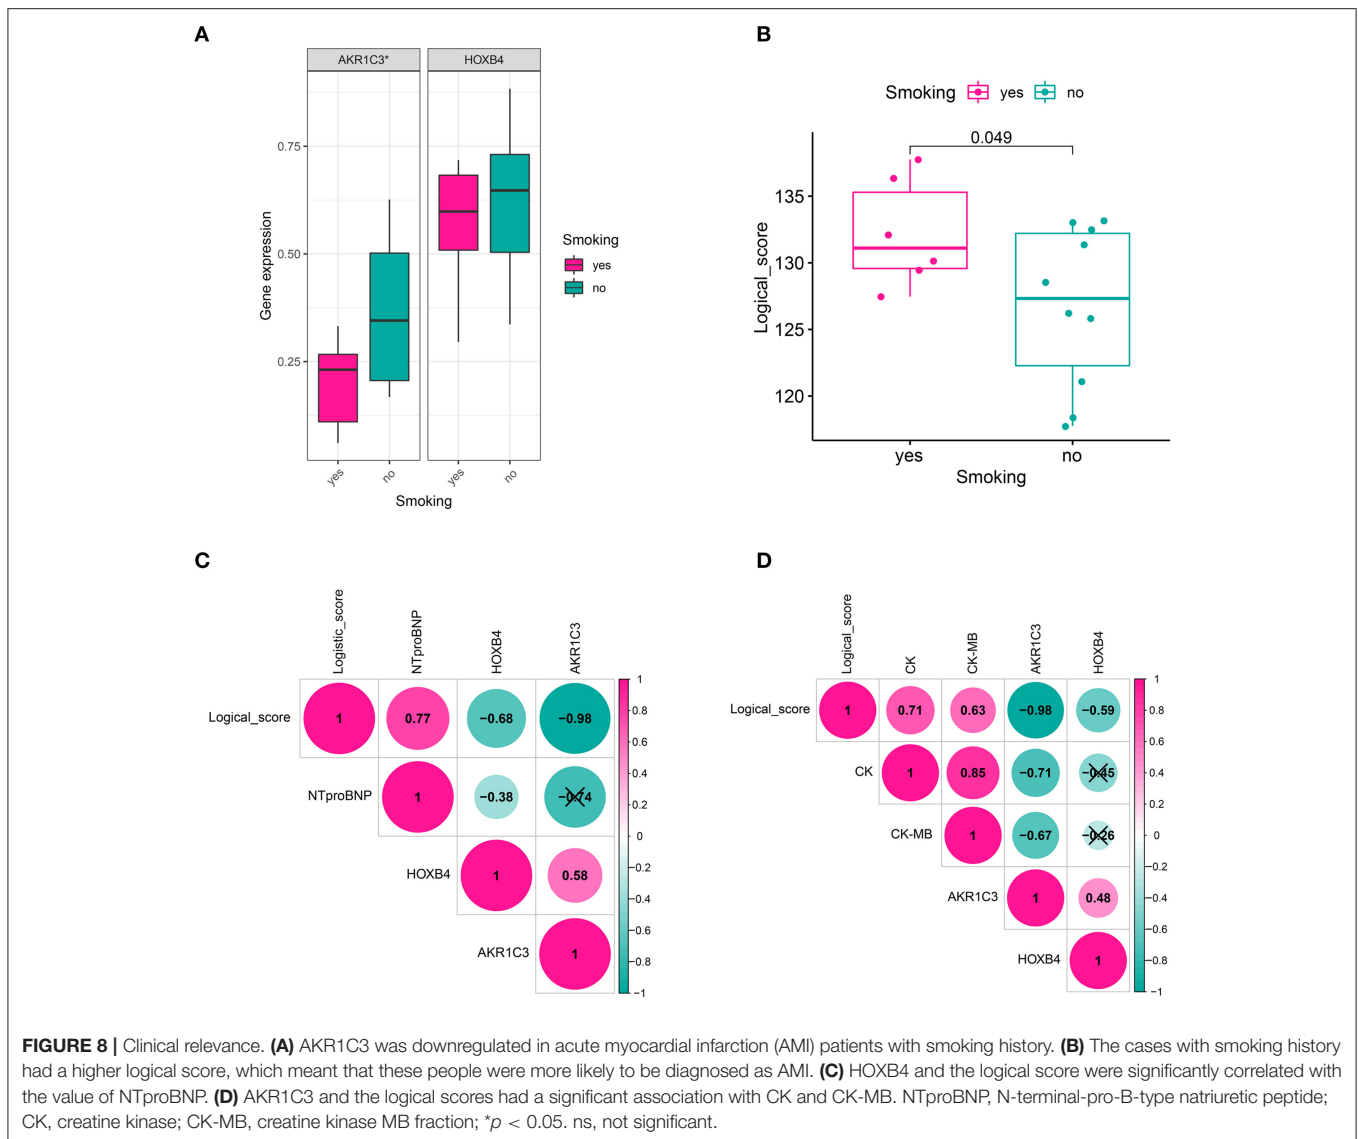 A
AKR1C3*
HOXB4
Gene expression
0.75
0.50
0.25
yes
no
yes
no
Smoking
Smoking
yes
no
B
Smoking yes no
0.049
Logical_score
135
130
125
120
yes
no
Smoking
C
Logistic_score
NTproBNP
HOXB4
AKR1C3
Logical_score
1
0.77
−0.68
−0.98
NTproBNP
1
−0.38
−0.74
HOXB4
1
0.58
AKR1C3
1
1
0.8
0.6
0.4
0.2
0
−0.2
−0.4
−0.6
−0.8
−1
D
Logical_score
CK
CK-MB
AKR1C3
HOXB4
Logical_score
1
0.71
0.63
−0.98
−0.59
CK
1
0.85
−0.71
−0.45
CK-MB
1
−0.67
−0.26
AKR1C3
1
0.48
HOXB4
1
1
0.8
0.6
0.4
0.2
0
−0.2
−0.4
−0.6
−0.8
−1
FIGURE 8 | Clinical relevance. (A) AKR1C3 was downregulated in acute myocardial infarction (AMI) patients with smoking history. (B) The cases with smoking history
had a higher logical score, which meant that these people were more likely to be diagnosed as AMI. (C) HOXB4 and the logical score were significantly correlated with
the value of NTproBNP. (D) AKR1C3 and the logical scores had a significant association with CK and CK-MB. NTproBNP, N-terminal-pro-B-type natriuretic peptide;
CK, creatine kinase; CK-MB, creatine kinase MB fraction; *p < 0.05. ns, not significant.